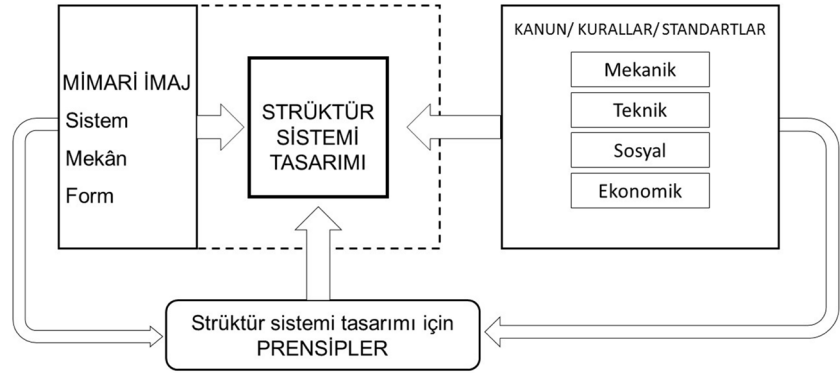 MİMARİ İMAJ
Sistem
Mekân
Form
STRÜKTÜR
SİSTEMİ
TASARIMI
KANUN/ KURALLAR/ STANDARTLAR
Mekanik
Teknik
Sosyal
Ekonomik
Strüktür sistemi tasarımı için
PRENSİPLER